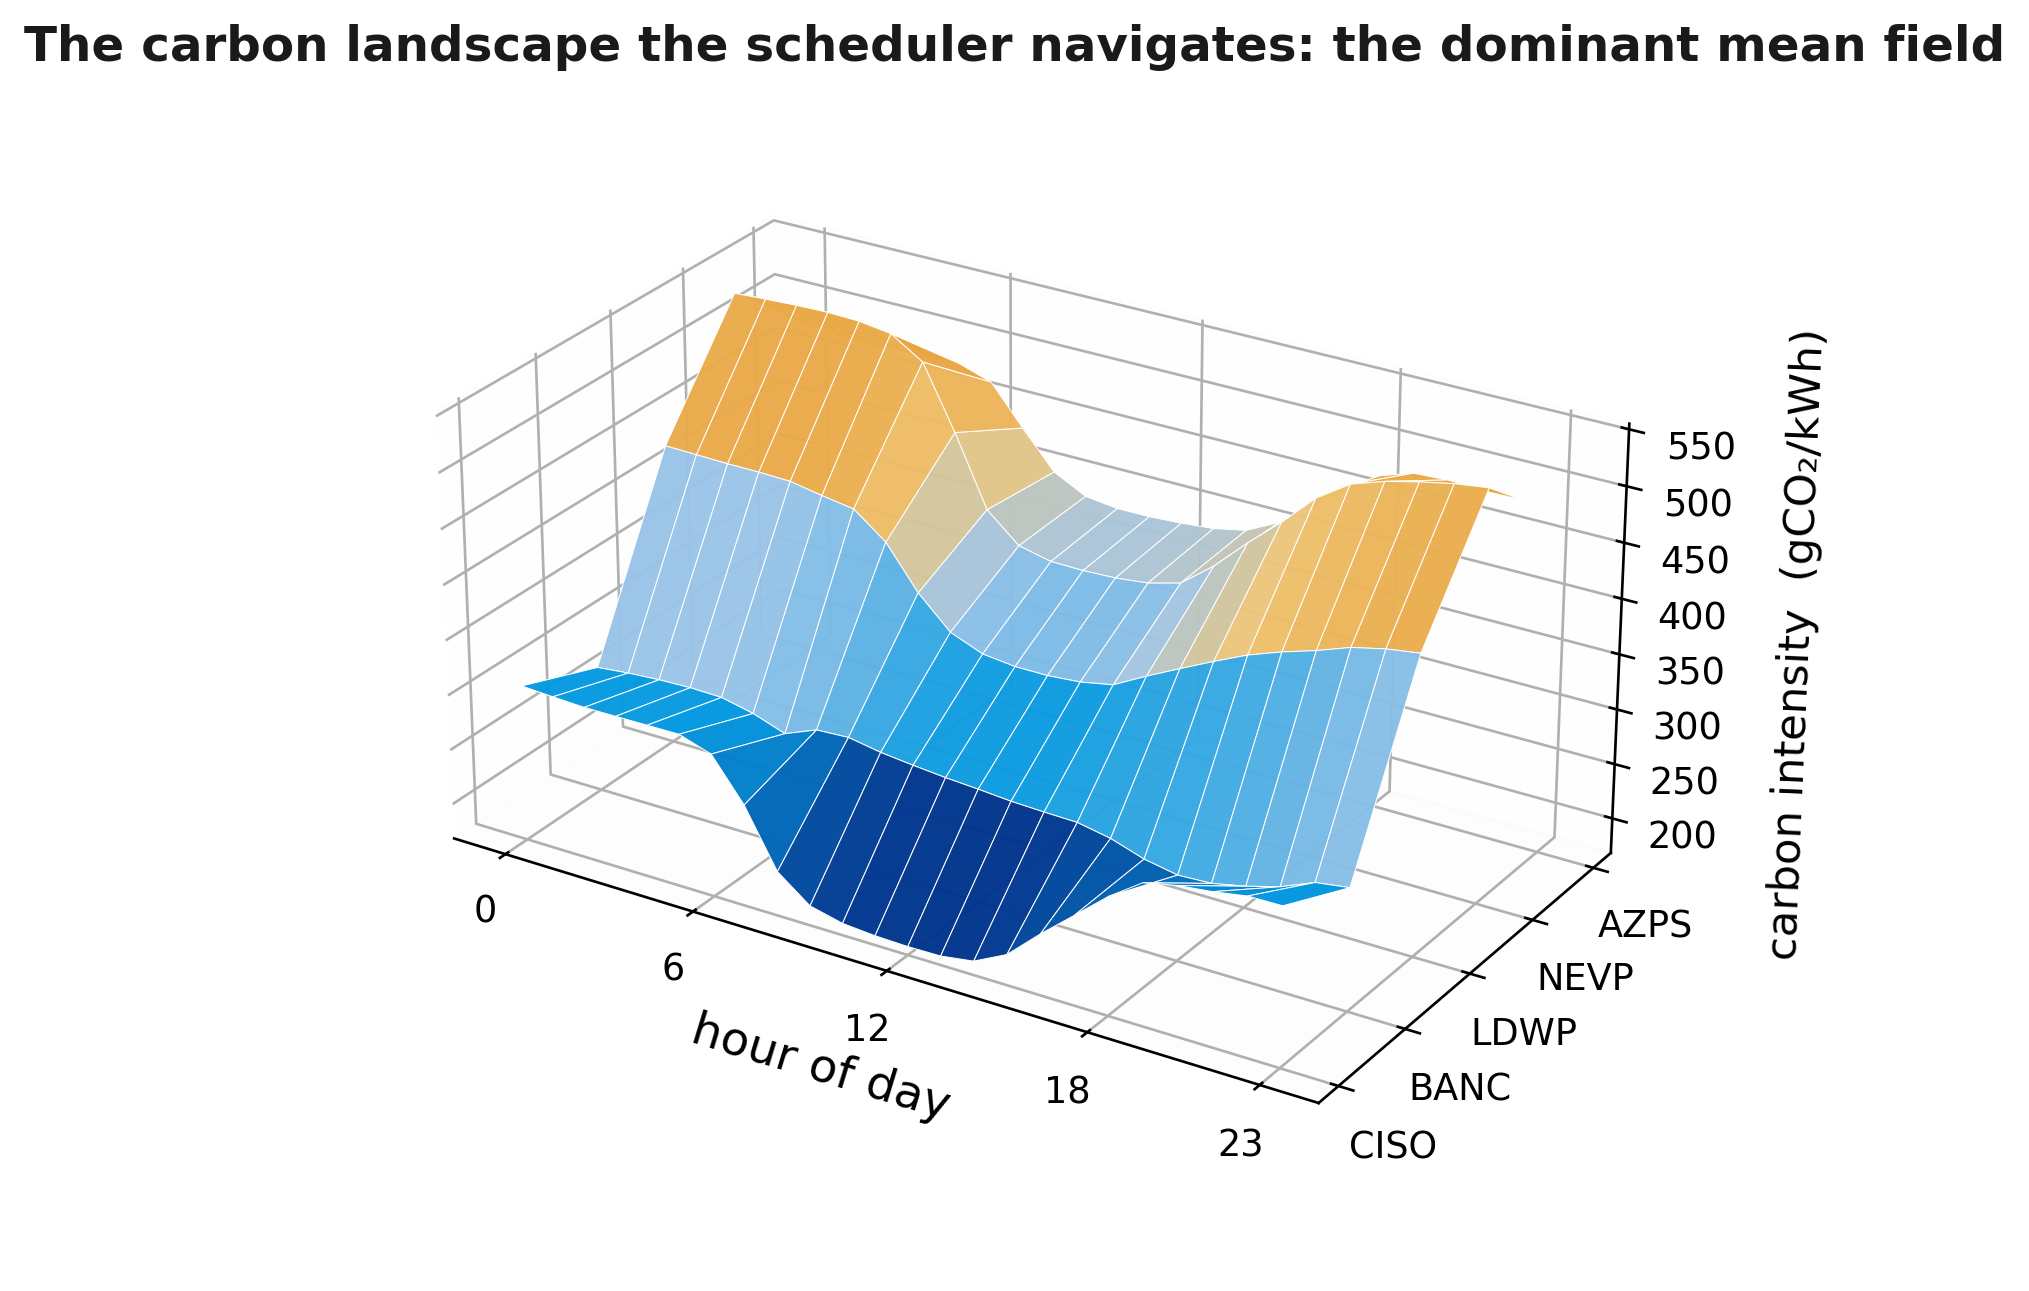 The carbon landscape the scheduler navigates: the dominant mean field
550
500
450
400
350
300
250
200
carbon intensity (gCO₂/kWh)
0
6
12
18
23
hour of day
AZPS
NEVP
LDWP
BANC
CISO